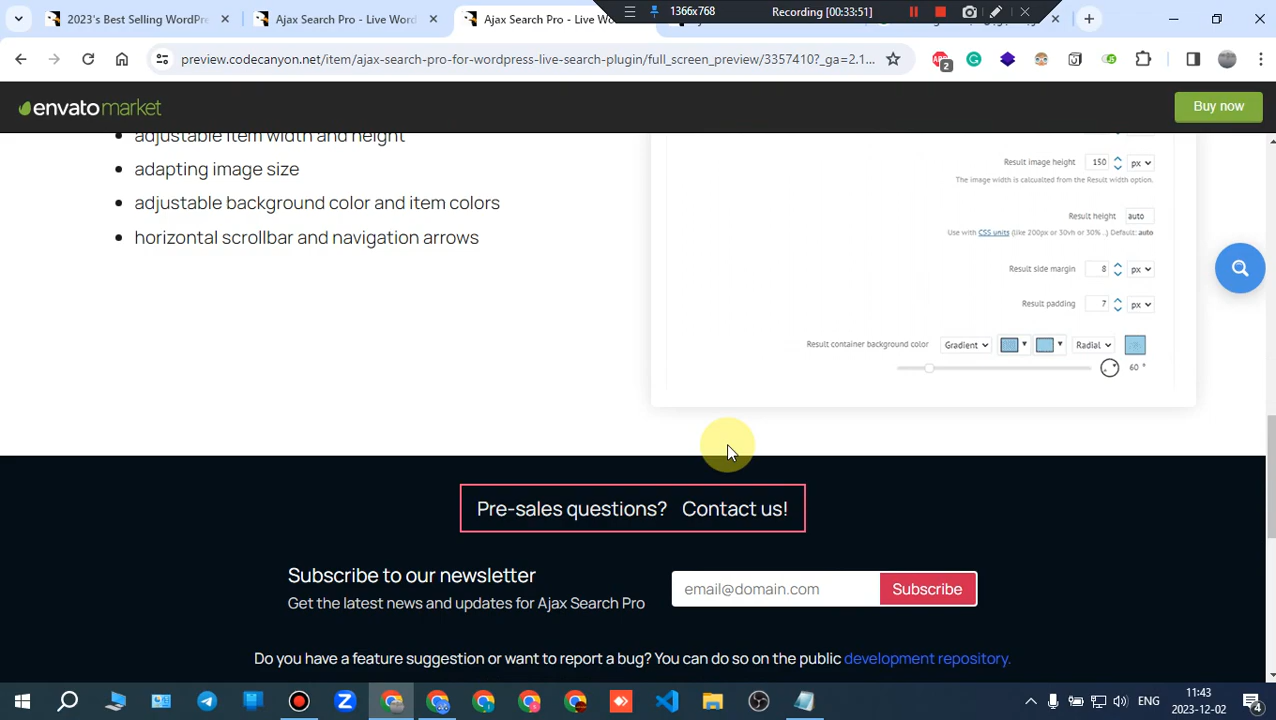 2023's Best Selling WordPr
Ajax Search Pro - Live Word
Ajax Search Pro - Live Wo
1366x768
Recording [00:33:51]
preview.codecanyon.net/item/ajax-search-pro-for-wordpress-live-search-plugin/full_screen_preview/3357410?_ga=2.1...
2
envatomarket
Buy now
adjustable item width and height
adapting image size
adjustable background color and item colors
horizontal scrollbar and navigation arrows
Result image height 150 px
The image width is calcualted from the Result width option.
Result height auto
Use with CSS units (like 200px or 30vh or 30% ..) Default: auto
Result side margin 8 px
Result padding 7 px
Result container background color Gradient Radial
60 °
Pre-sales questions? Contact us!
Subscribe to our newsletter
Get the latest news and updates for Ajax Search Pro
email@domain.com Subscribe
Do you have a feature suggestion or want to report a bug? You can do so on the public development repository.
ENG
11:43
2023-12-02
4